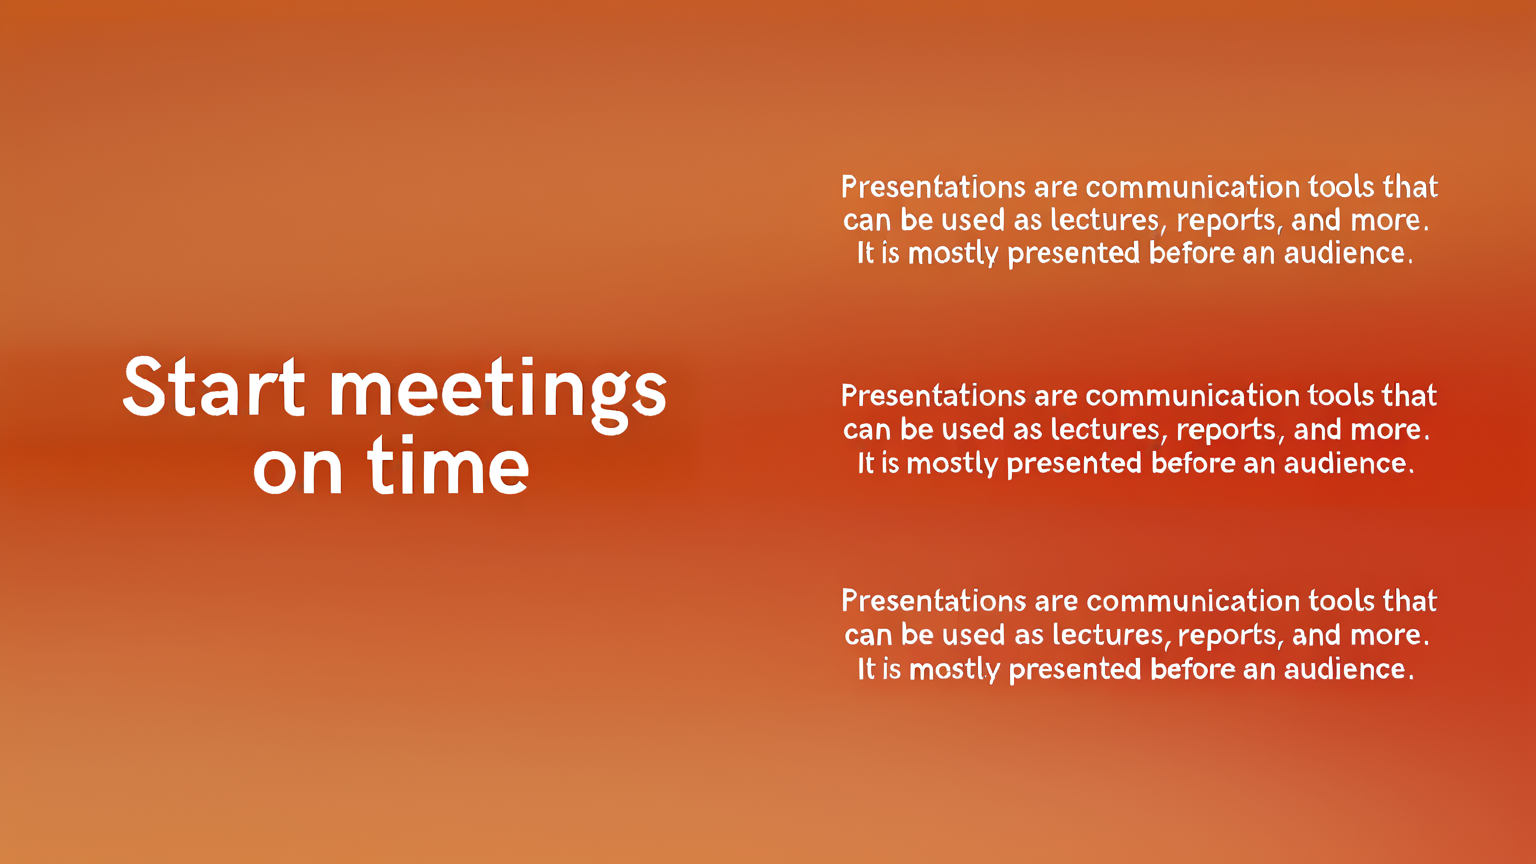 Start meetings
on time
Presentations are communication tools that
can be used as lectures, reports, and more.
It is mostly presented before an audience.
Presentations are communication tools that
can be used as lectures, reports, and more.
It is mostly presented before an audience.
Presentations are communication tools that
can be used as lectures, reports, and more.
It is mostly presented before an audience.